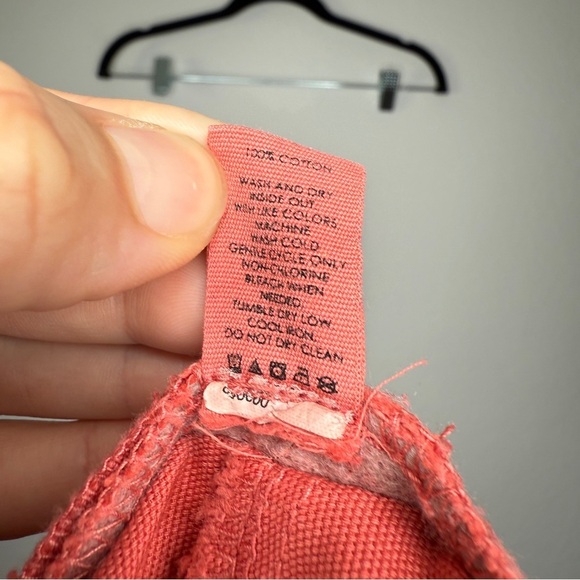 100% COTTON
WASH AND DRY
INSIDE OUT
WASH LIKE COLORS
MACHINE
WASH COLD
GENTLE CYCLE ONLY
NON-CHLORINE
BLEACH WHEN
NEEDED
TUMBLE DRY LOW
COOL IRON
DO NOT DRY CLEAN